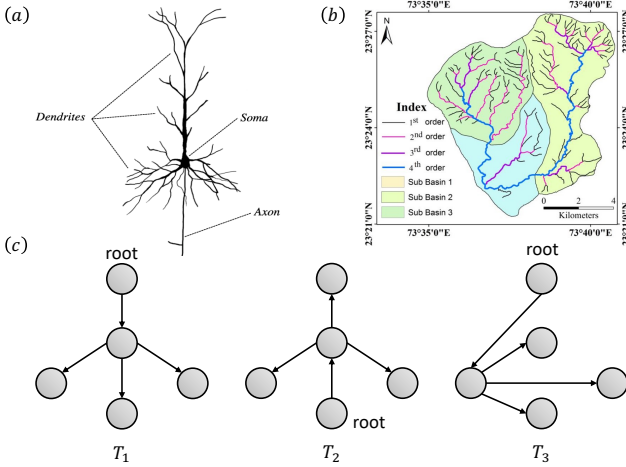 (a)
Dendrites
Soma
Axon
(b)
73°35'0"E 73°40'0"E
23°27'0"N
23°24'0"N
23°21'0"N
N
Index
1st order
2nd order
3rd order
4th order
Sub Basin 1
Sub Basin 2
Sub Basin 3
0 2 4
Kilometers
73°35'0"E 73°40'0"E
(c)
root
root
root
T1
T2
T3